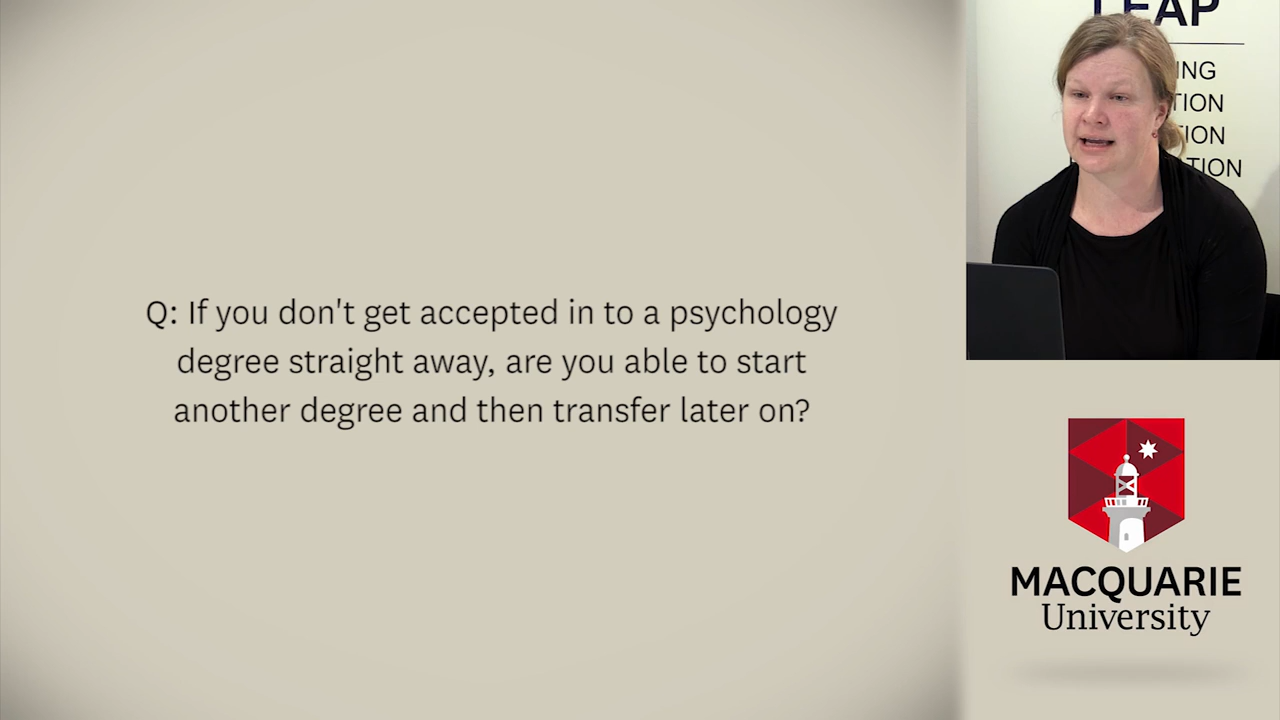 Q: If you don't get accepted in to a psychology
degree straight away, are you able to start
another degree and then transfer later on?
LEAP
MACQUARIE
University